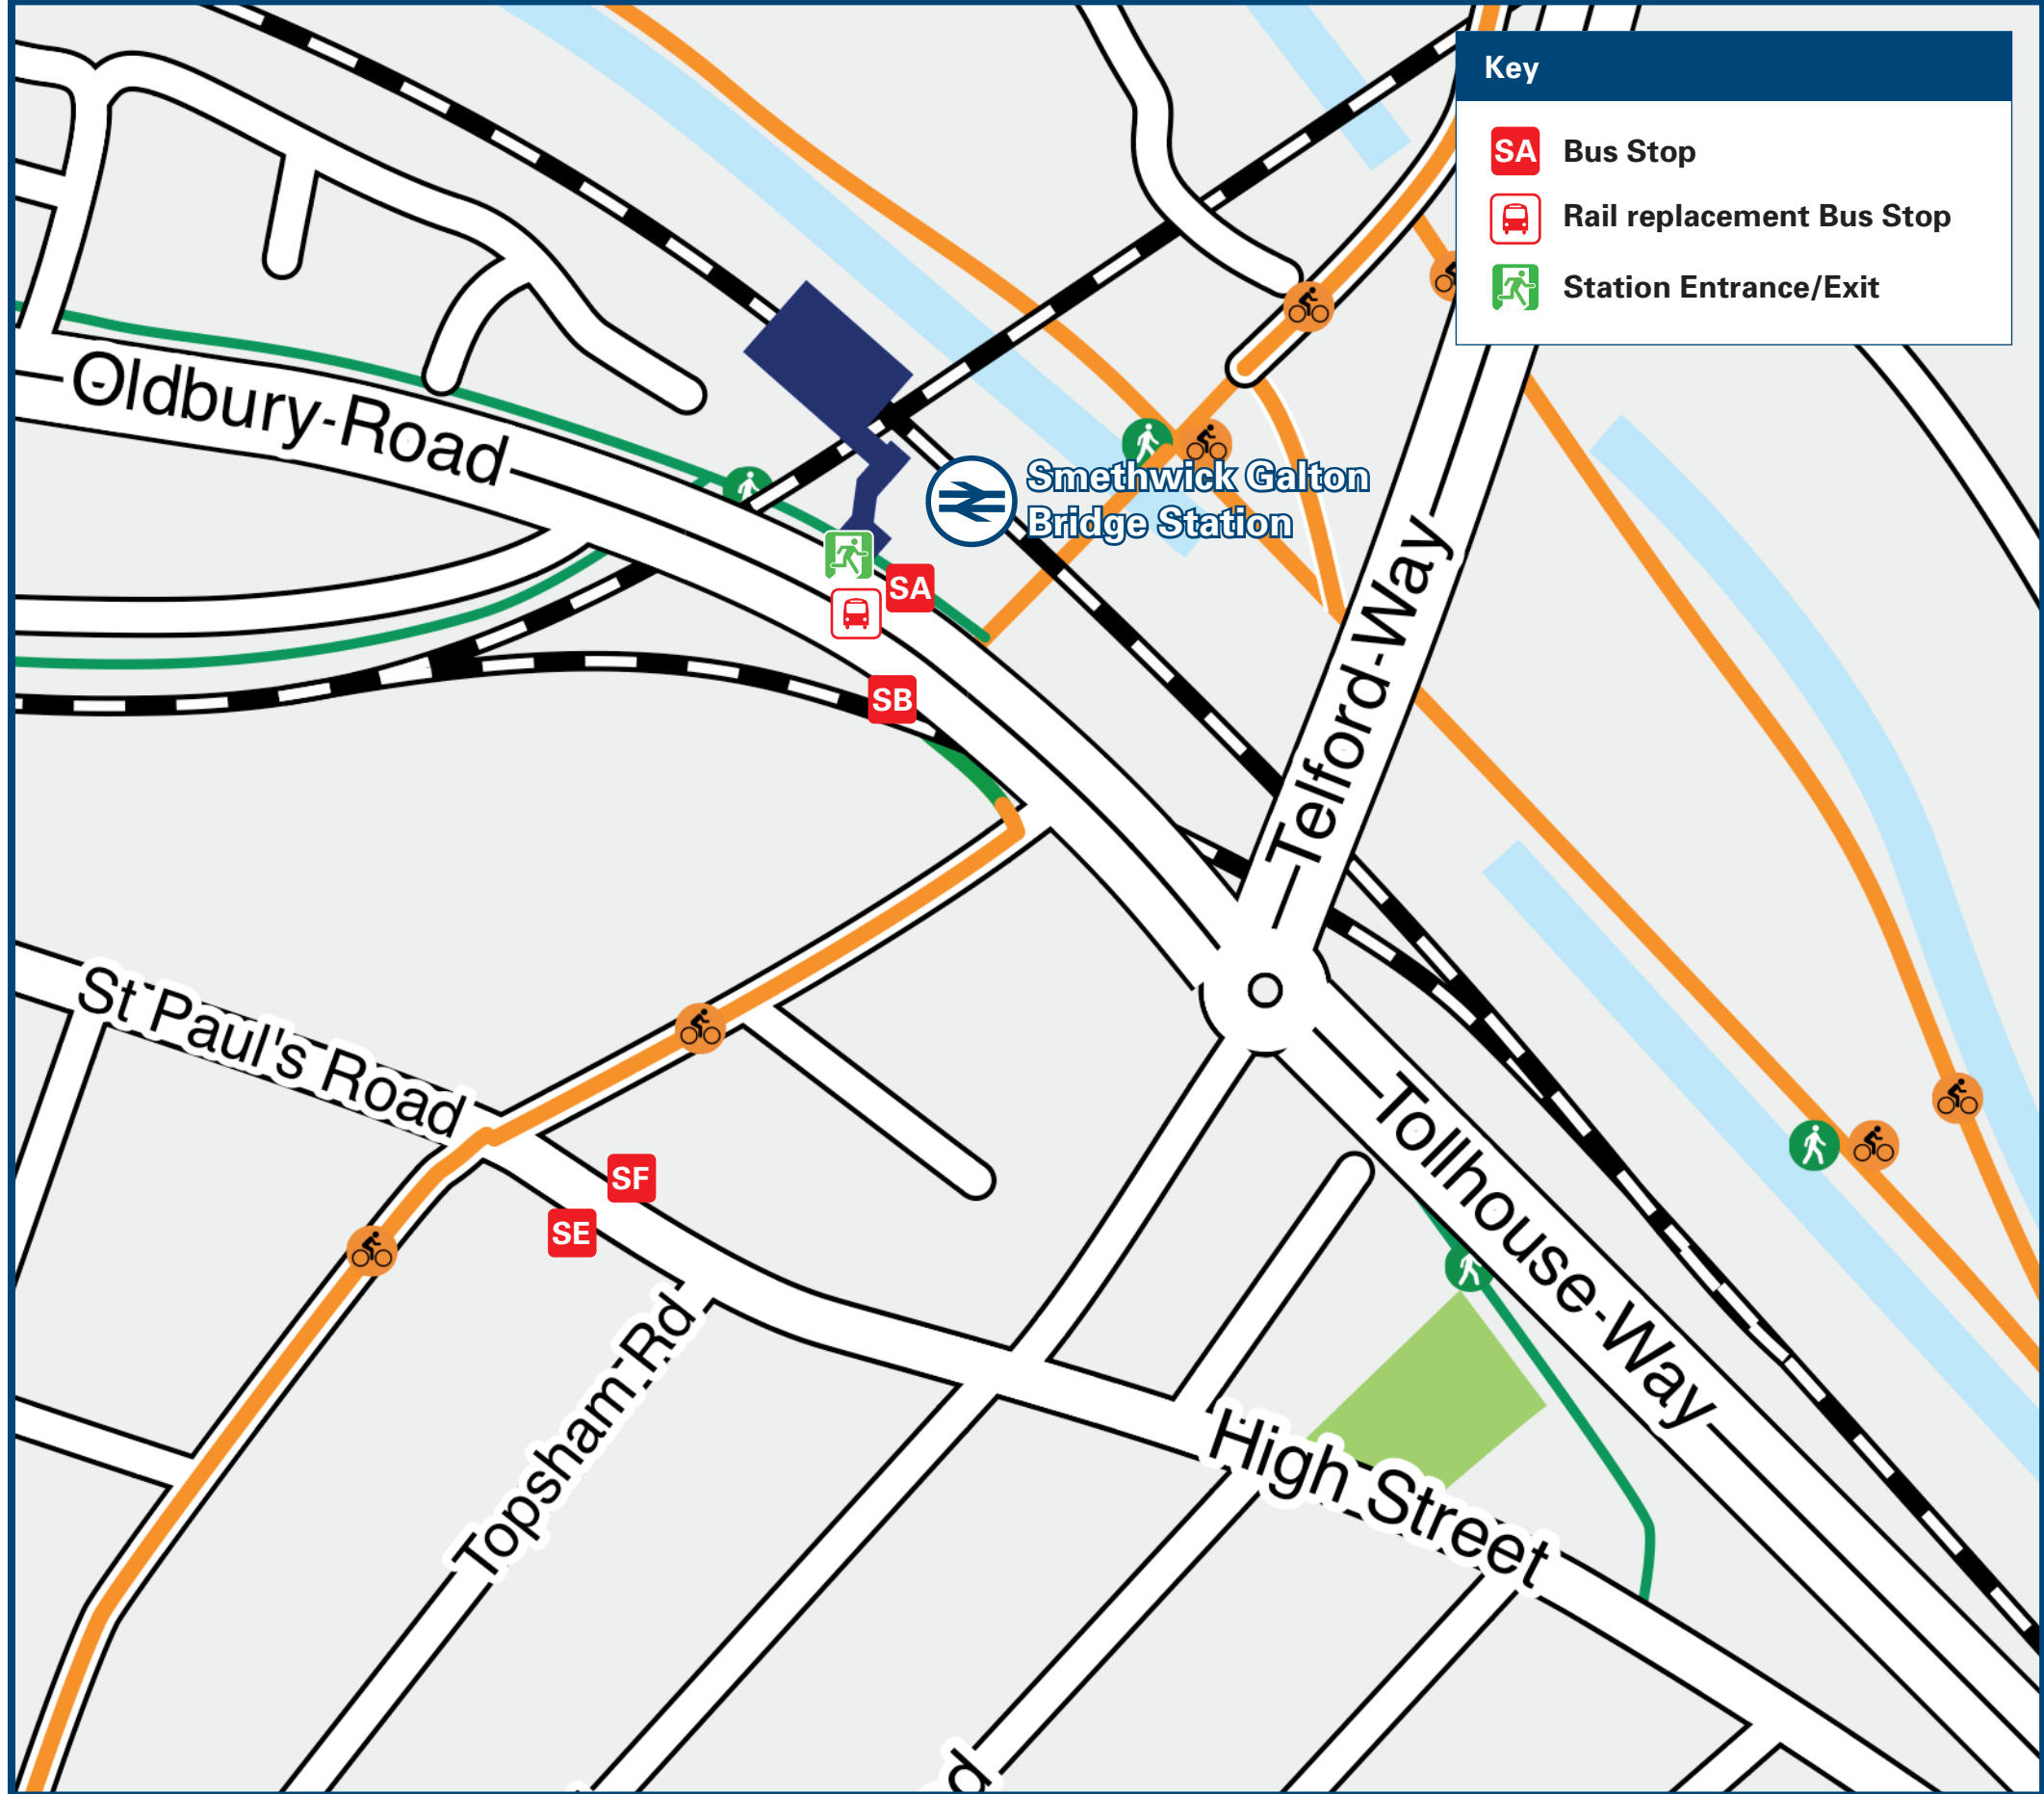 Key
SA Bus Stop
Rail replacement Bus Stop
Station Entrance/Exit
Oldbury-Road
Smethwick Galton
Bridge Station
SA
SB
Telford-Way
St Paul's Road
SF
SE
Tollhouse-Way
Topsham Rd
High Street
d